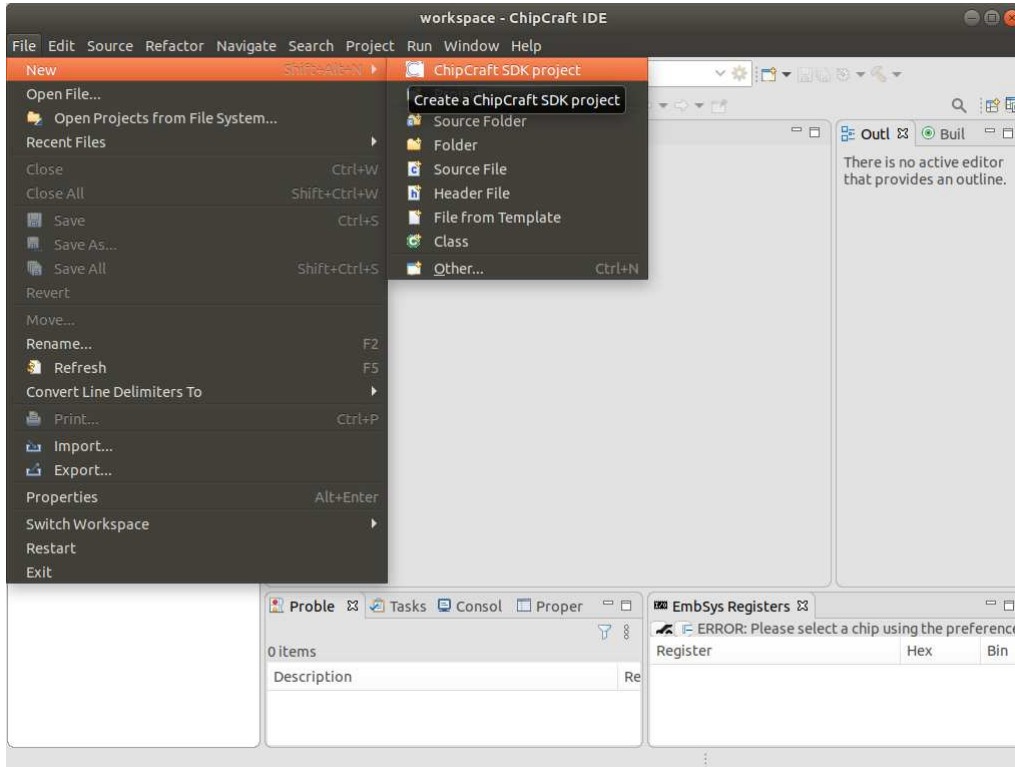 workspace - ChipCraft IDE
File Edit Source Refactor Navigate Search Project Run Window Help
New Shift+Alt+N
Open File...
Open Projects from File System...
Recent Files
Close Ctrl+W
Close All Shift+Ctrl+W
Save Ctrl+S
Save As...
Save All Shift+Ctrl+S
Revert
Move...
Rename... F2
Refresh F5
Convert Line Delimiters To
Print... Ctrl+P
Import...
Export...
Properties Alt+Enter
Switch Workspace
Restart
Exit
ChipCraft SDK project
Create a ChipCraft SDK project
Source Folder
Folder
Source File
Header File
File from Template
Class
Other... Ctrl+N
Outl Buil
There is no active editor
that provides an outline.
Proble Tasks Consol Proper
0 items
Description Re
EmbSys Registers
ERROR: Please select a chip using the preference
Register Hex Bin